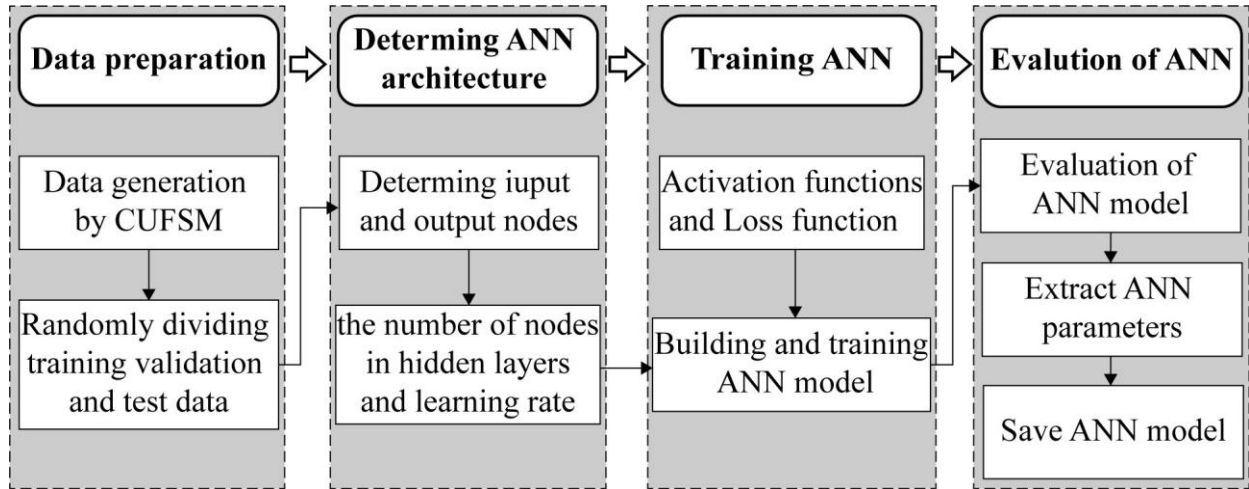 Data preparation
Determing ANN
architecture
Training ANN
Evalution of ANN
Data generation
by CUFSM
Randomly dividing
training validation
and test data
Determing iuput
and output nodes
the number of nodes
in hidden layers
and learning rate
Activation functions
and Loss function
Building and training
ANN model
Evaluation of
ANN model
Extract ANN
parameters
Save ANN model